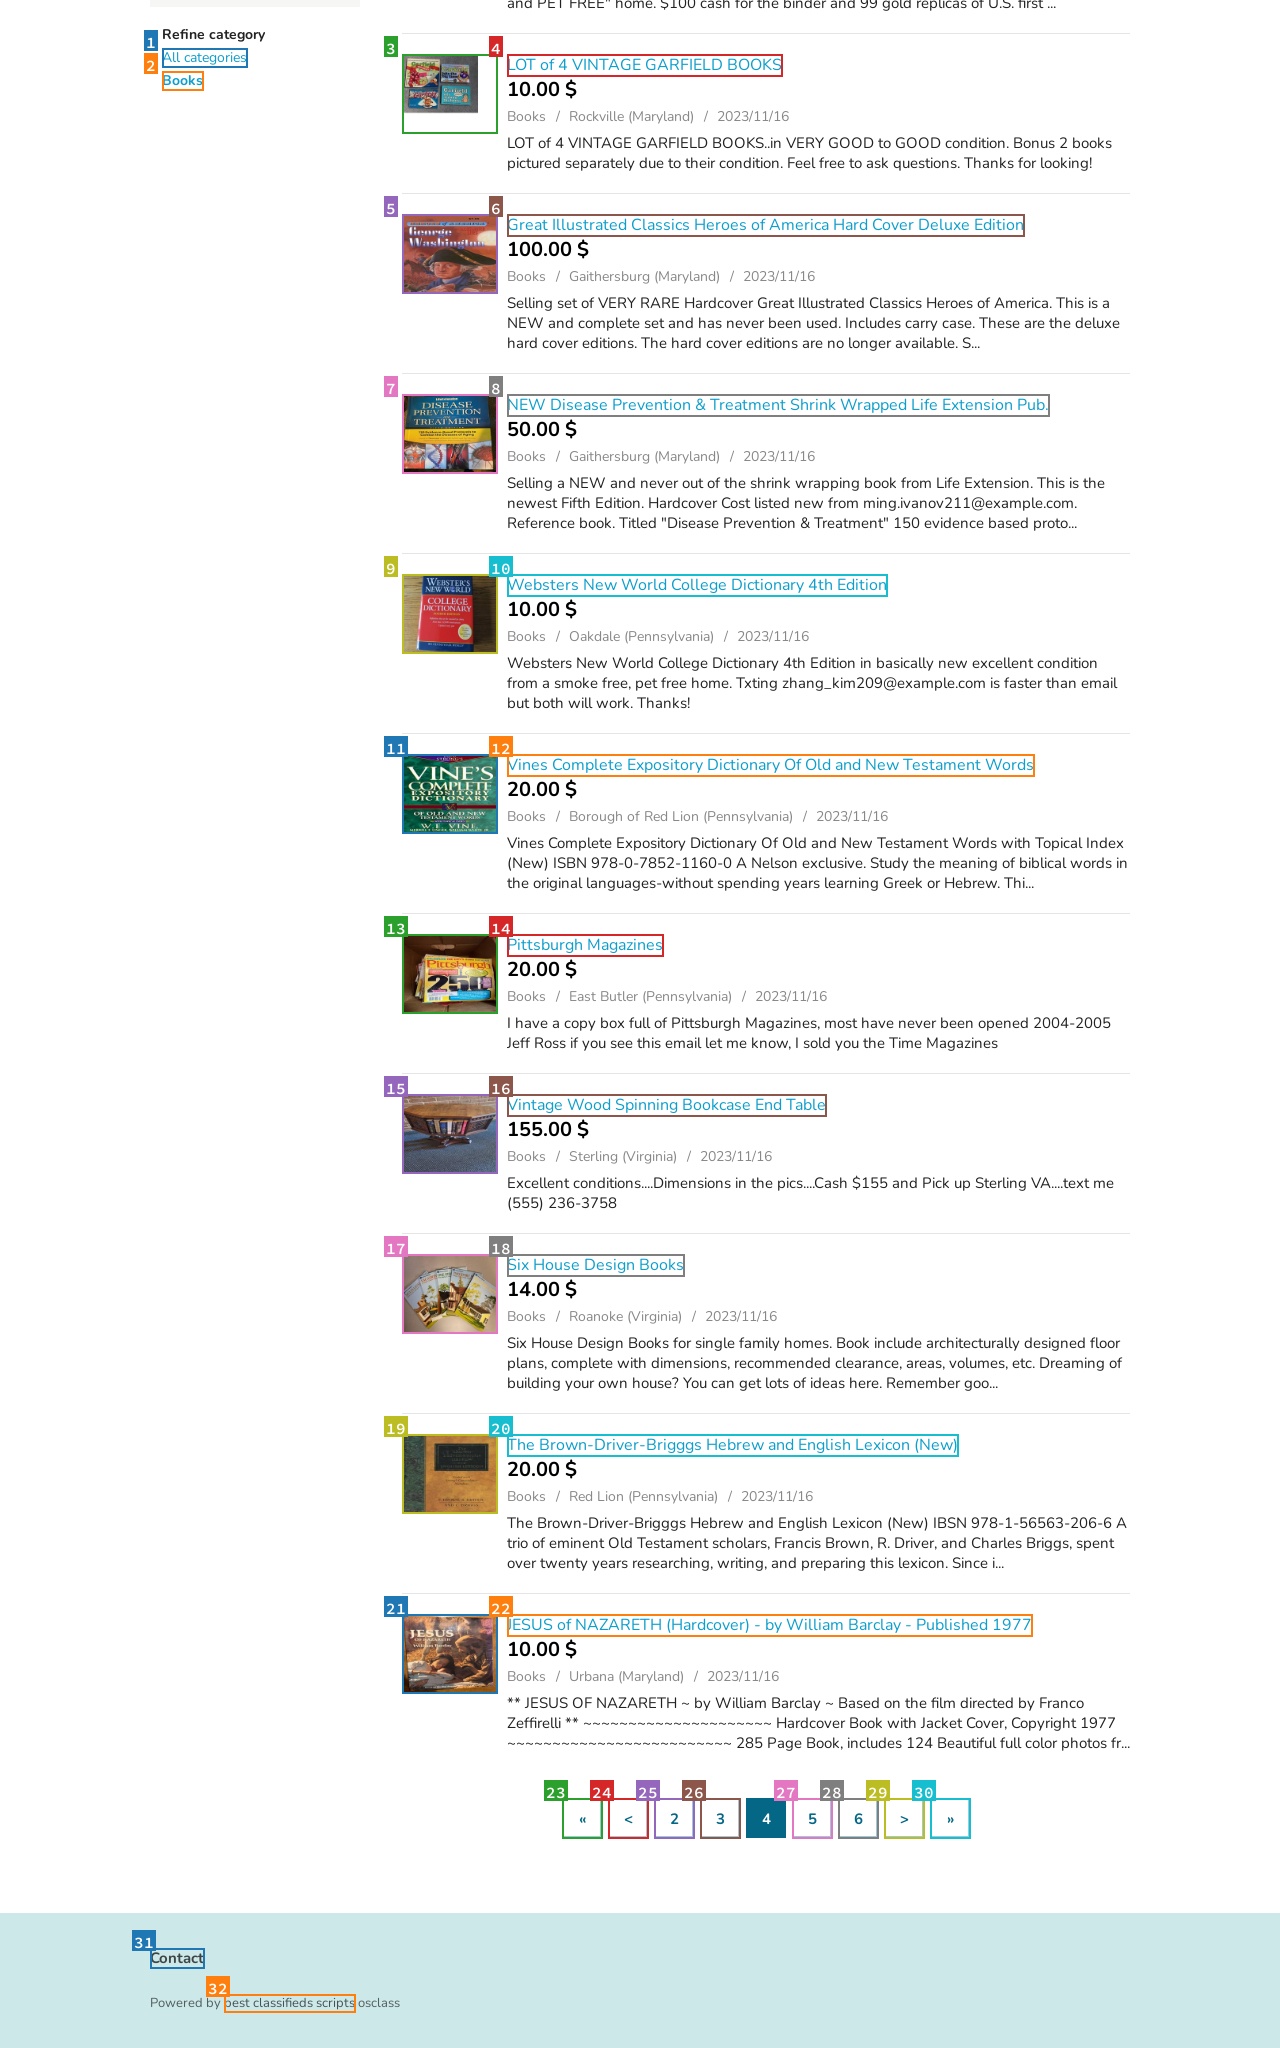 and PET FREE" home. $100 cash for the binder and 99 gold replicas of U.S. first ...
1 Refine category
All categories
2 Books
3
4
LOT of 4 VINTAGE GARFIELD BOOKS
10.00 $
Books / Rockville (Maryland) / 2023/11/16
LOT of 4 VINTAGE GARFIELD BOOKS..in VERY GOOD to GOOD condition. Bonus 2 books
pictured separately due to their condition. Feel free to ask questions. Thanks for looking!
5
6
George
Washington
Great Illustrated Classics Heroes of America Hard Cover Deluxe Edition
100.00 $
Books / Gaithersburg (Maryland) / 2023/11/16
Selling set of VERY RARE Hardcover Great Illustrated Classics Heroes of America. This is a
NEW and complete set and has never been used. Includes carry case. These are the deluxe
hard cover editions. The hard cover editions are no longer available. S...
7
8
DISEASE
PREVENTION
TREATMENT
NEW Disease Prevention & Treatment Shrink Wrapped Life Extension Pub.
50.00 $
Books / Gaithersburg (Maryland) / 2023/11/16
Selling a NEW and never out of the shrink wrapping book from Life Extension. This is the
newest Fifth Edition. Hardcover Cost listed new from ming.ivanov211@example.com.
Reference book. Titled "Disease Prevention & Treatment" 150 evidence based proto...
9
10
WEBSTER'S
NEW WORLD
COLLEGE
DICTIONARY
Websters New World College Dictionary 4th Edition
10.00 $
Books / Oakdale (Pennsylvania) / 2023/11/16
Websters New World College Dictionary 4th Edition in basically new excellent condition
from a smoke free, pet free home. Txting zhang_kim209@example.com is faster than email
but both will work. Thanks!
11
12
VINE'S
COMPLETE
EXPOSITORY
DICTIONARY
OF OLD AND NEW
TESTAMENT WORDS
W. E. VINE
Vines Complete Expository Dictionary Of Old and New Testament Words
20.00 $
Books / Borough of Red Lion (Pennsylvania) / 2023/11/16
Vines Complete Expository Dictionary Of Old and New Testament Words with Topical Index
(New) ISBN 978-0-7852-1160-0 A Nelson exclusive. Study the meaning of biblical words in
the original languages-without spending years learning Greek or Hebrew. Thi...
13
14
Pittsburgh
250
Pittsburgh Magazines
20.00 $
Books / East Butler (Pennsylvania) / 2023/11/16
I have a copy box full of Pittsburgh Magazines, most have never been opened 2004-2005
Jeff Ross if you see this email let me know, I sold you the Time Magazines
15
16
Vintage Wood Spinning Bookcase End Table
155.00 $
Books / Sterling (Virginia) / 2023/11/16
Excellent conditions....Dimensions in the pics....Cash $155 and Pick up Sterling VA....text me
(555) 236-3758
17
18
Six House Design Books
14.00 $
Books / Roanoke (Virginia) / 2023/11/16
Six House Design Books for single family homes. Book include architecturally designed floor
plans, complete with dimensions, recommended clearance, areas, volumes, etc. Dreaming of
building your own house? You can get lots of ideas here. Remember goo...
19
20
The Brown-Driver-Brigggs Hebrew and English Lexicon (New)
20.00 $
Books / Red Lion (Pennsylvania) / 2023/11/16
The Brown-Driver-Brigggs Hebrew and English Lexicon (New) IBSN 978-1-56563-206-6 A
trio of eminent Old Testament scholars, Francis Brown, R. Driver, and Charles Briggs, spent
over twenty years researching, writing, and preparing this lexicon. Since i...
21
22
JESUS
OF NAZARETH
JESUS of NAZARETH (Hardcover) - by William Barclay - Published 1977
10.00 $
Books / Urbana (Maryland) / 2023/11/16
** JESUS OF NAZARETH ~ by William Barclay ~ Based on the film directed by Franco
Zeffirelli ** ~~~~~~~~~~~~~~~~~~~~~ Hardcover Book with Jacket Cover, Copyright 1977
~~~~~~~~~~~~~~~~~~~~~~~~~ 285 Page Book, includes 124 Beautiful full color photos fr...
23 24 25 26 27 28 29 30
« < 2 3 4 5 6 > »
31
Contact
32
Powered by best classifieds scripts osclass